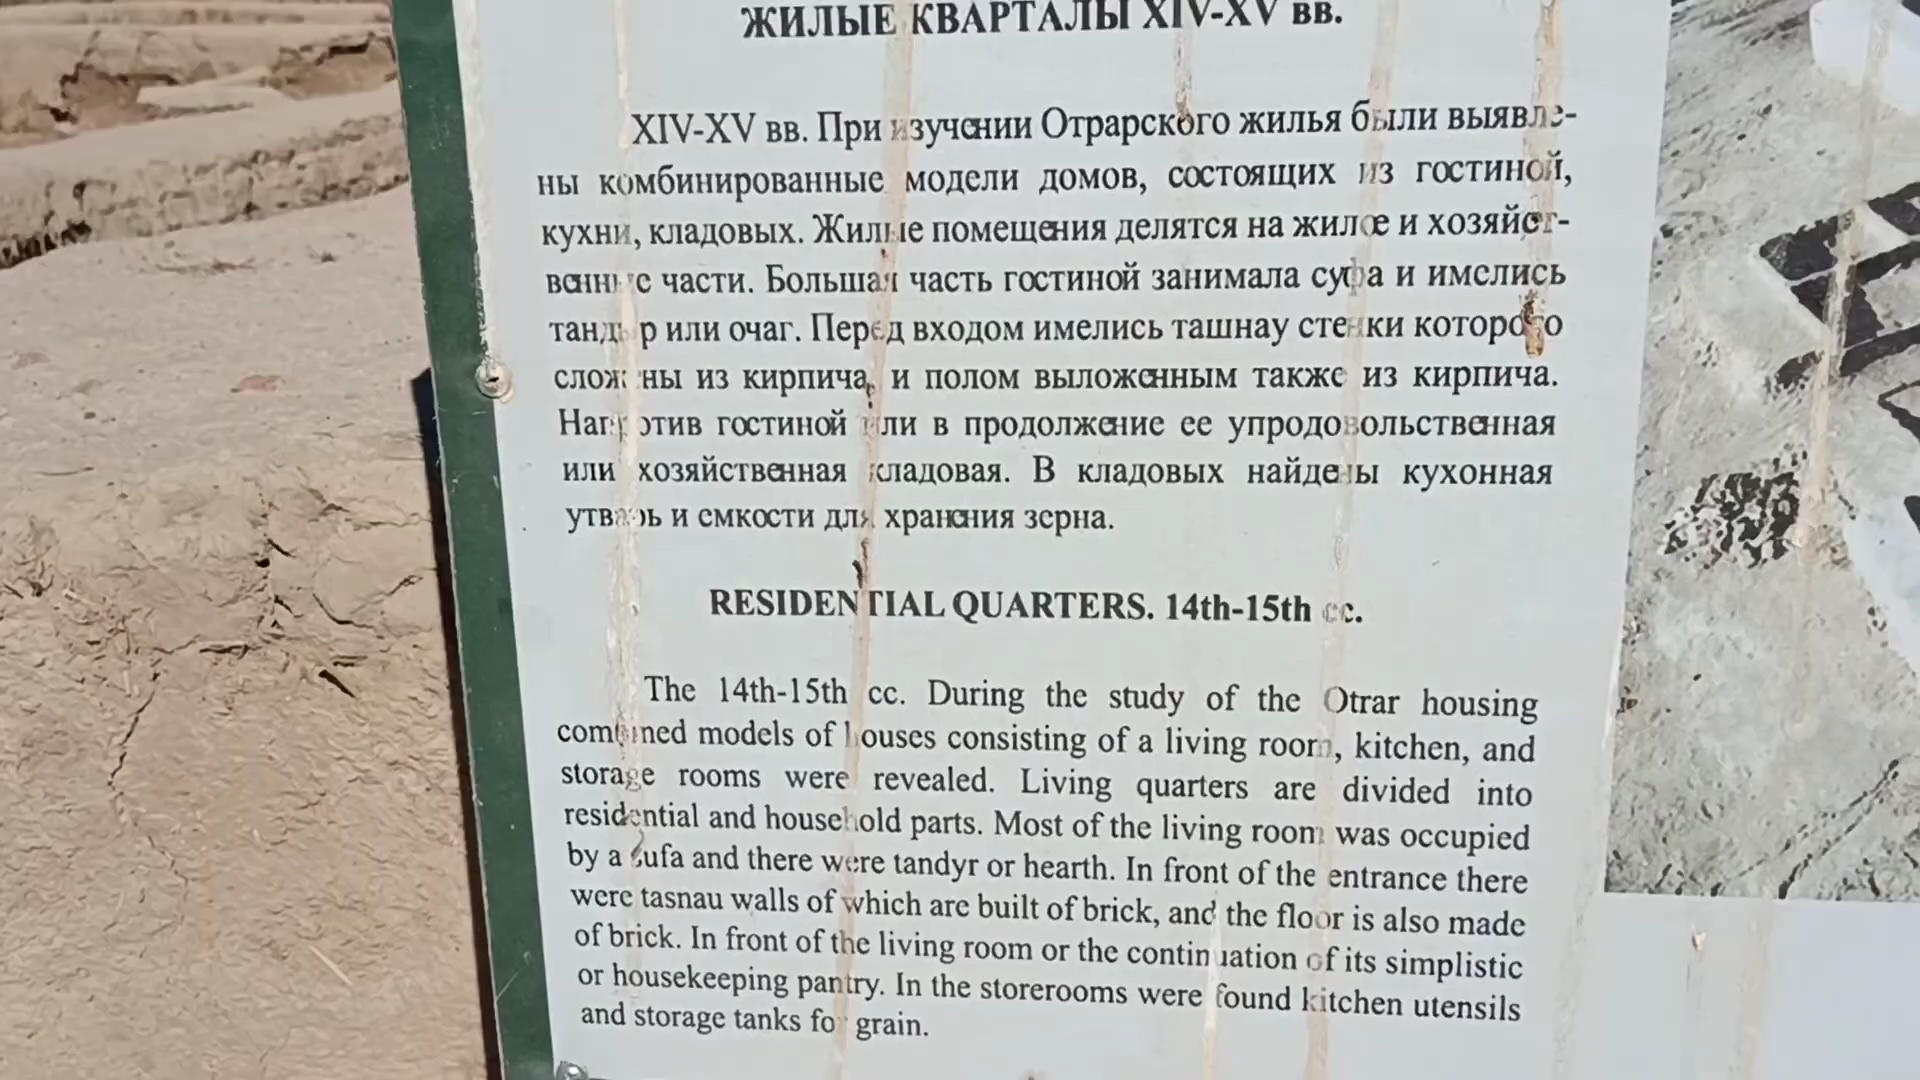 ЖИЛЫЕ КВАРТАЛЫ XIV-XV вв.
XIV-XV вв. При изучении Отрарского жилья были выявле-
ны комбинированные модели домов, состоящих из гостиной,
кухни, кладовых. Жилые помещения делятся на жилое и хозяйст-
венные части. Большая часть гостиной занимала суфа и имелись
тандыр или очаг. Перед входом имелись ташнау стенки которого
сложены из кирпича, и полом выложенным также из кирпича.
Напротив гостиной или в продолжение ее упродовольственная
или хозяйственная кладовая. В кладовых найдены кухонная
утварь и емкости для хранения зерна.
RESIDENTIAL QUARTERS. 14th-15th cc.
The 14th-15th cc. During the study of the Otrar housing
combined models of houses consisting of a living room, kitchen, and
storage rooms were revealed. Living quarters are divided into
residential and household parts. Most of the living room was occupied
by a sufa and there were tandyr or hearth. In front of the entrance there
were tasnau walls of which are built of brick, and the floor is also made
of brick. In front of the living room or the continuation of its simplistic
or housekeeping pantry. In the storerooms were found kitchen utensils
and storage tanks for grain.